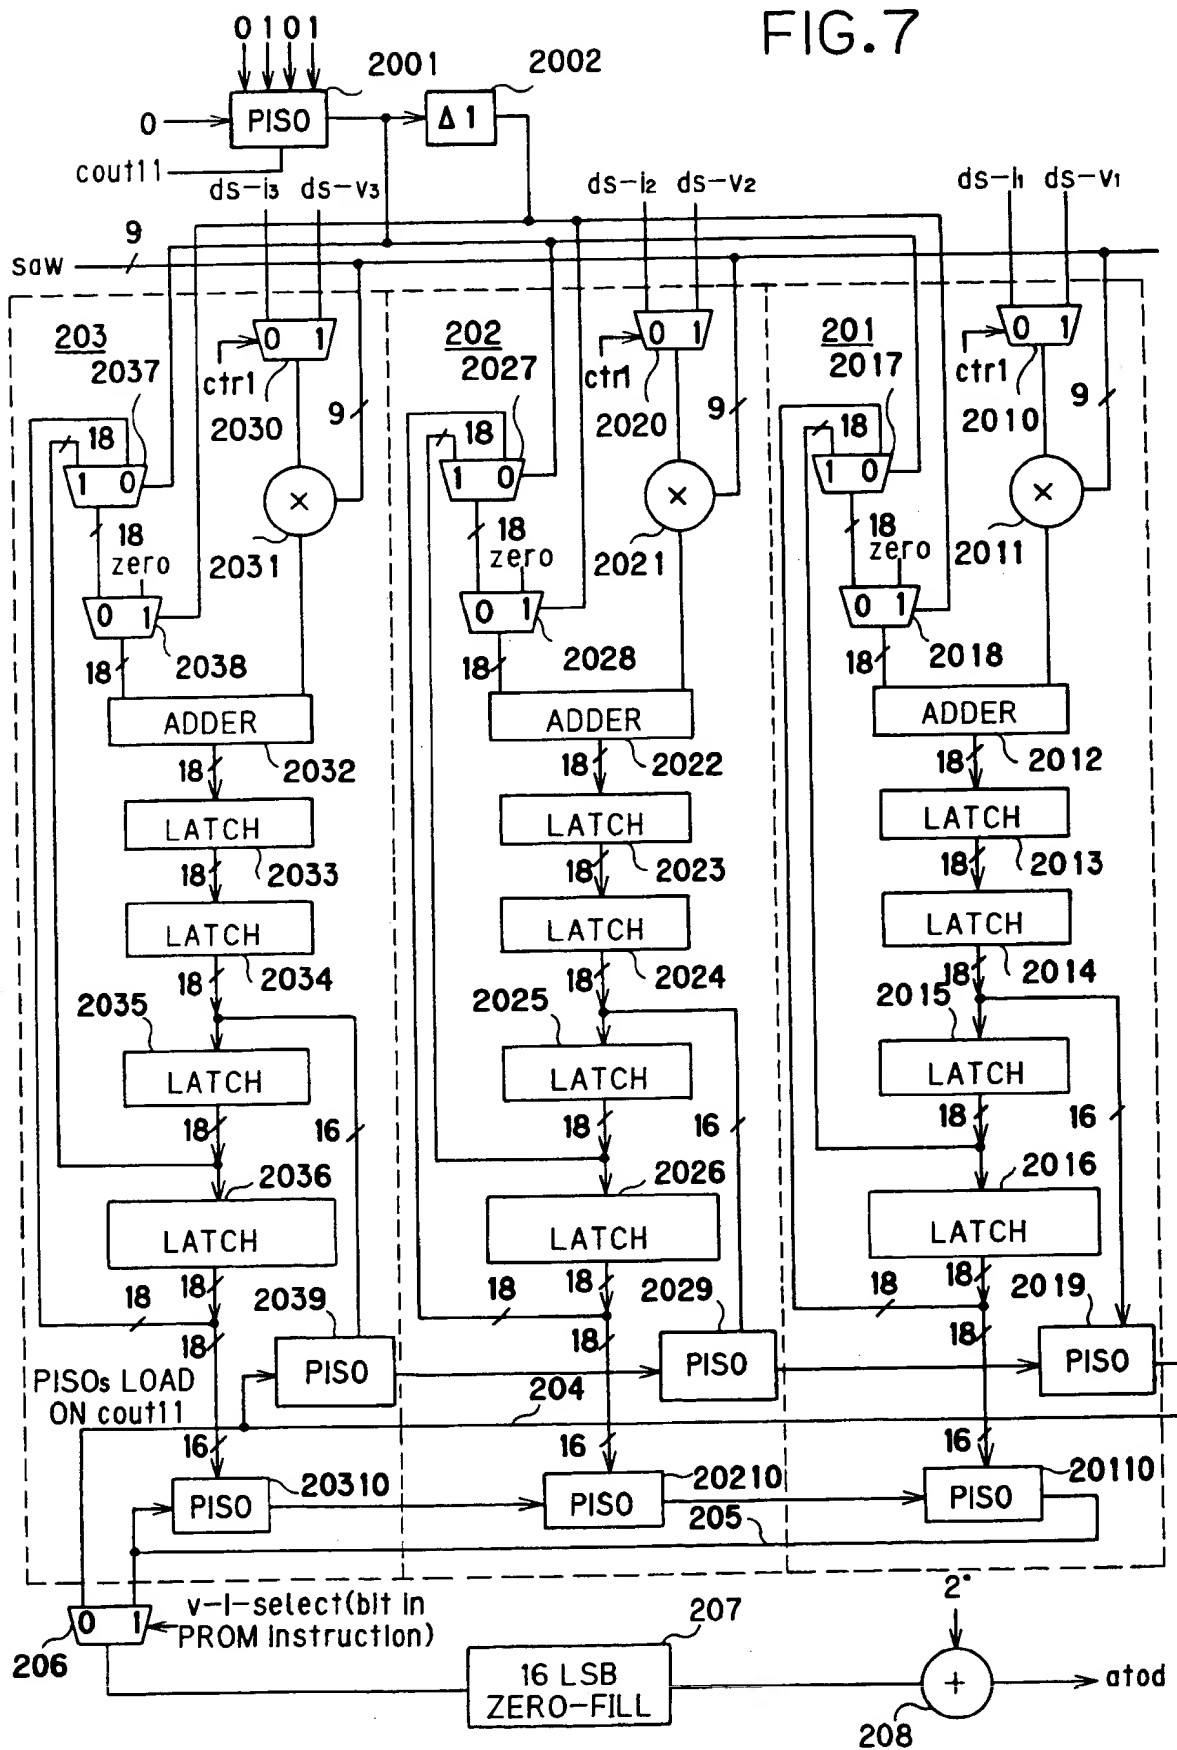 FIG.7
0 1 0 1
2001
2002
0
PISO
Δ 1
cout11
ds-i3 ds-v3
ds-i2 ds-v2
ds-i1 ds-v1
9
saw
203
2037
0 1
ctr1
2030
9
18
1 0
×
2031
18
zero
0 1
2038
18
ADDER
2032
18
LATCH
2033
18
LATCH
2034
18
2035
LATCH
18
16
2036
LATCH
18
18
2039
18
PISO
202
2027
0 1
ctr1
2020
9
18
1 0
×
2021
18
zero
0 1
2028
18
ADDER
2022
18
LATCH
2023
18
LATCH
2024
18
2025
LATCH
18
16
2026
LATCH
18
18
2029
18
PISO
201
2017
0 1
ctr1
2010
9
18
1 0
×
2011
18
zero
0 1
2018
18
ADDER
2012
18
LATCH
2013
18
LATCH
2014
18
2015
LATCH
18
16
2016
LATCH
18
18
2019
18
PISO
PISOs LOAD
ON cout11
204
16
20310
PISO
16
20210
PISO
16
20110
PISO
205
0 1
206
v-I-select(bit in
PROM instruction)
207
16 LSB
ZERO-FILL
2°
+
208
atod